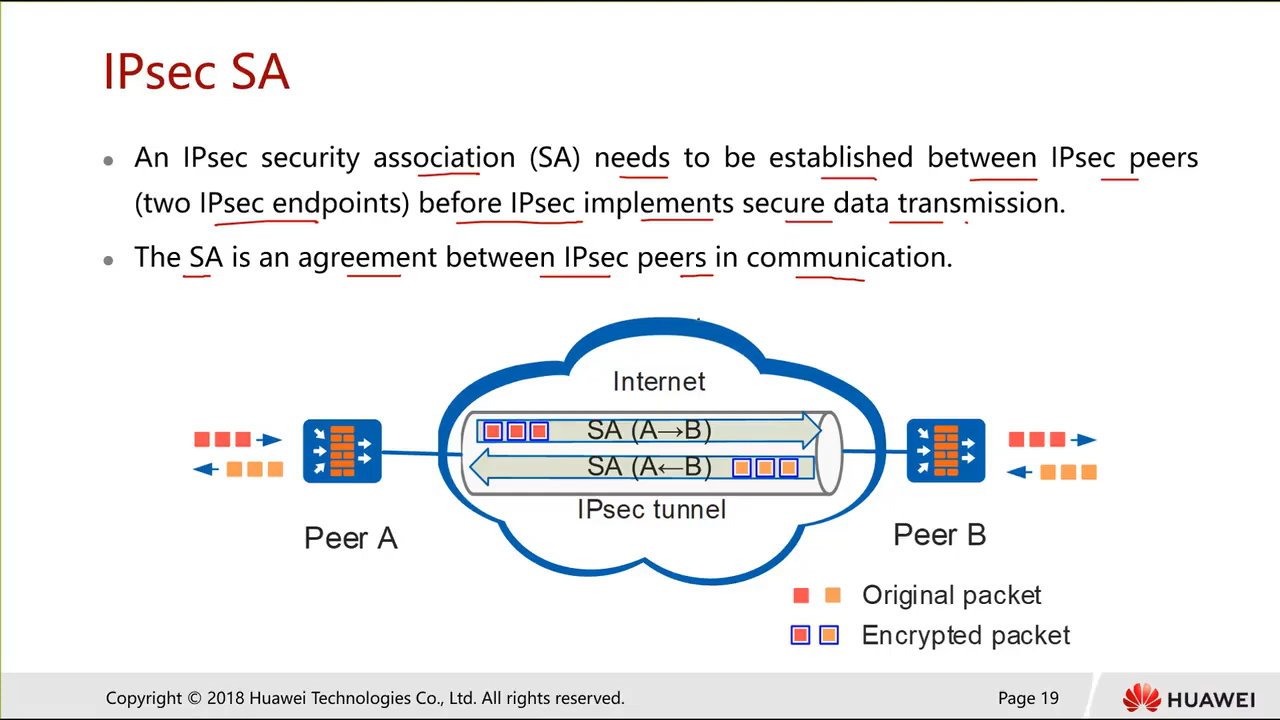 IPsec SA
An IPsec security association (SA) needs to be established between IPsec peers
(two IPsec endpoints) before IPsec implements secure data transmission.
The SA is an agreement between IPsec peers in communication.
Internet
SA (A→B)
SA (A←B)
IPsec tunnel
Peer A
Peer B
Original packet
Encrypted packet
Copyright © 2018 Huawei Technologies Co., Ltd. All rights reserved.
Page 19
HUAWEI